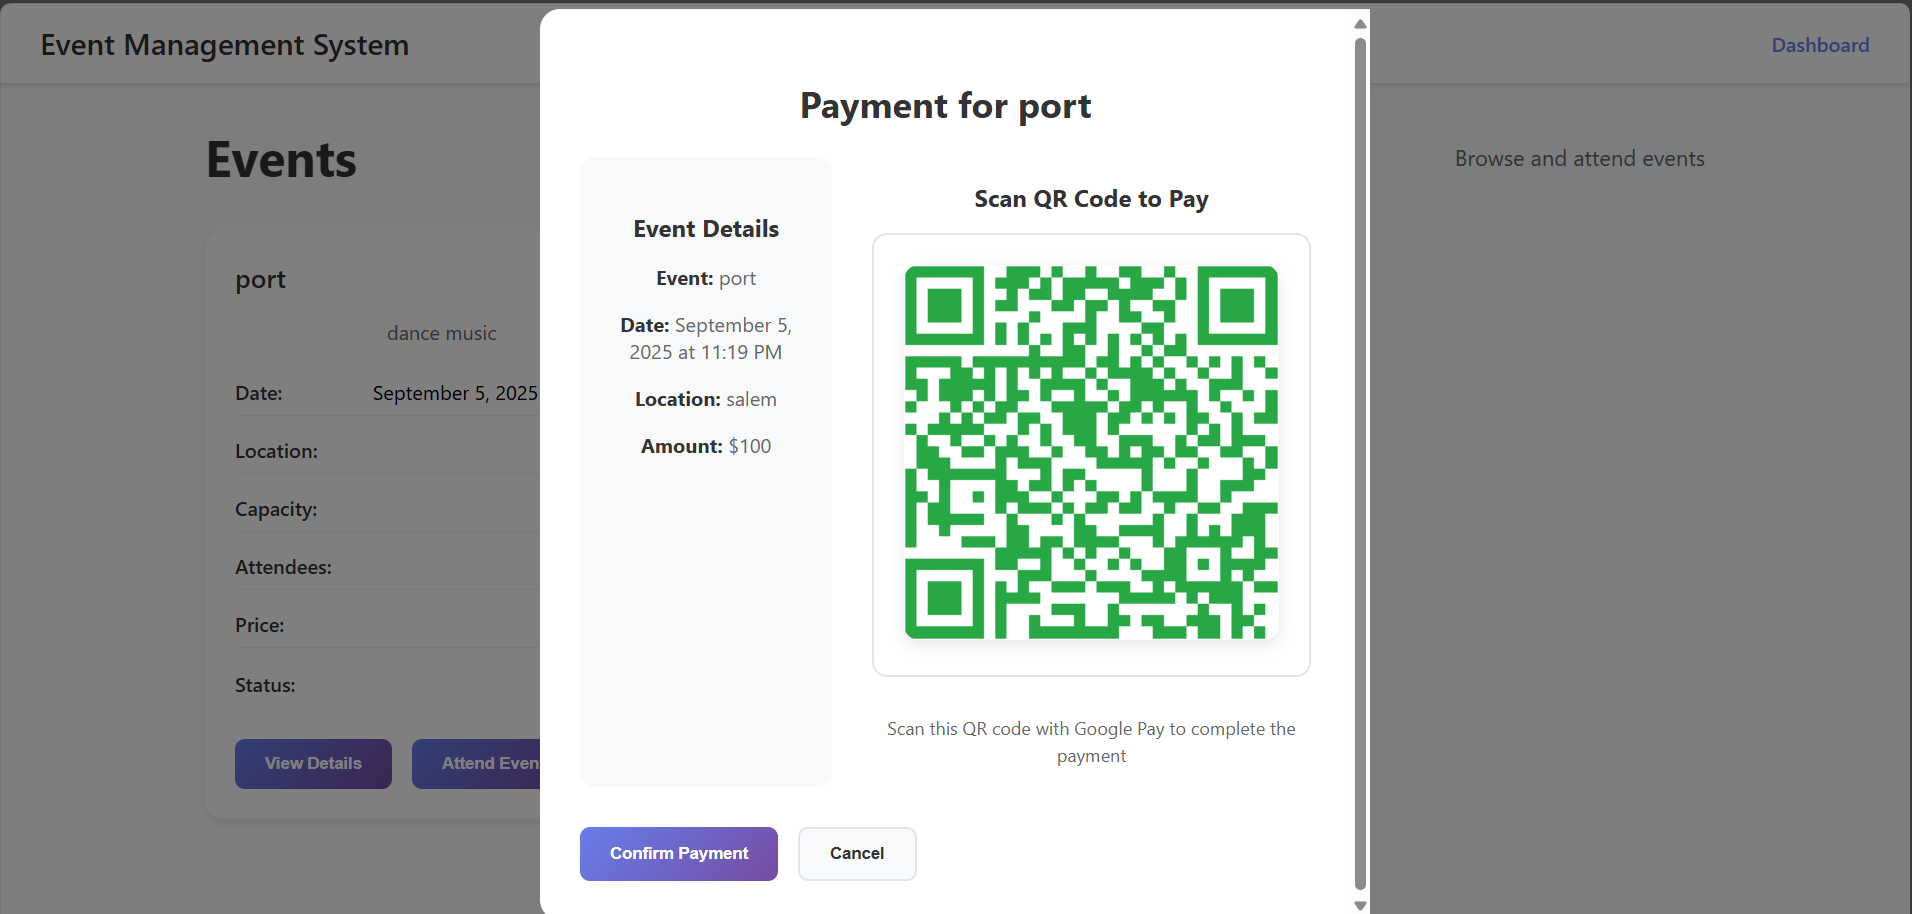 Event Management System
Dashboard
Events
Browse and attend events
port
dance music
Date: September 5, 2025
Location:
Capacity:
Attendees:
Price:
Status:
View Details
Attend Even
Payment for port
Event Details
Event: port
Date: September 5,
2025 at 11:19 PM
Location: salem
Amount: $100
Scan QR Code to Pay
Scan this QR code with Google Pay to complete the
payment
Confirm Payment
Cancel